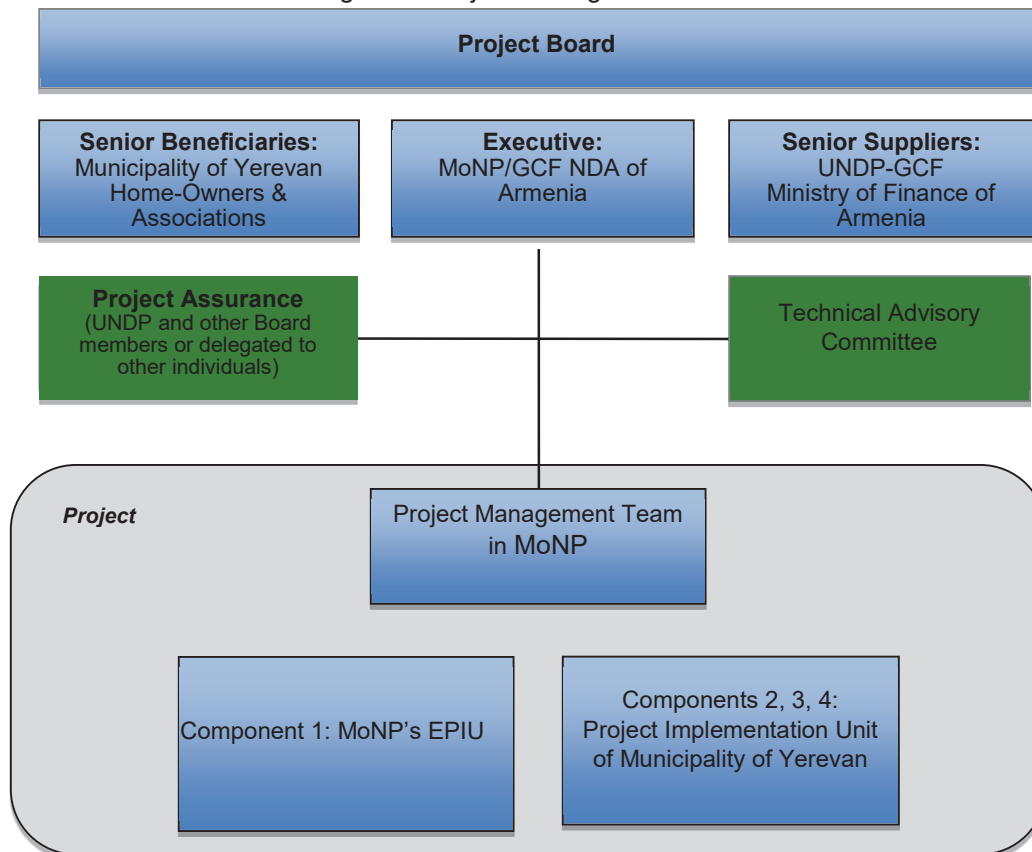 Project Board
Senior Beneficiaries:
Municipality of Yerevan
Home-Owners &
Associations
Executive:
MoNP/GCF NDA of
Armenia
Senior Suppliers:
UNDP-GCF
Ministry of Finance of
Armenia
Project Assurance
(UNDP and other Board
members or delegated to
other individuals)
Technical Advisory
Committee
Project
Project Management Team
in MoNP
Component 1: MoNP’s EPIU
Components 2, 3, 4:
Project Implementation Unit
of Municipality of Yerevan